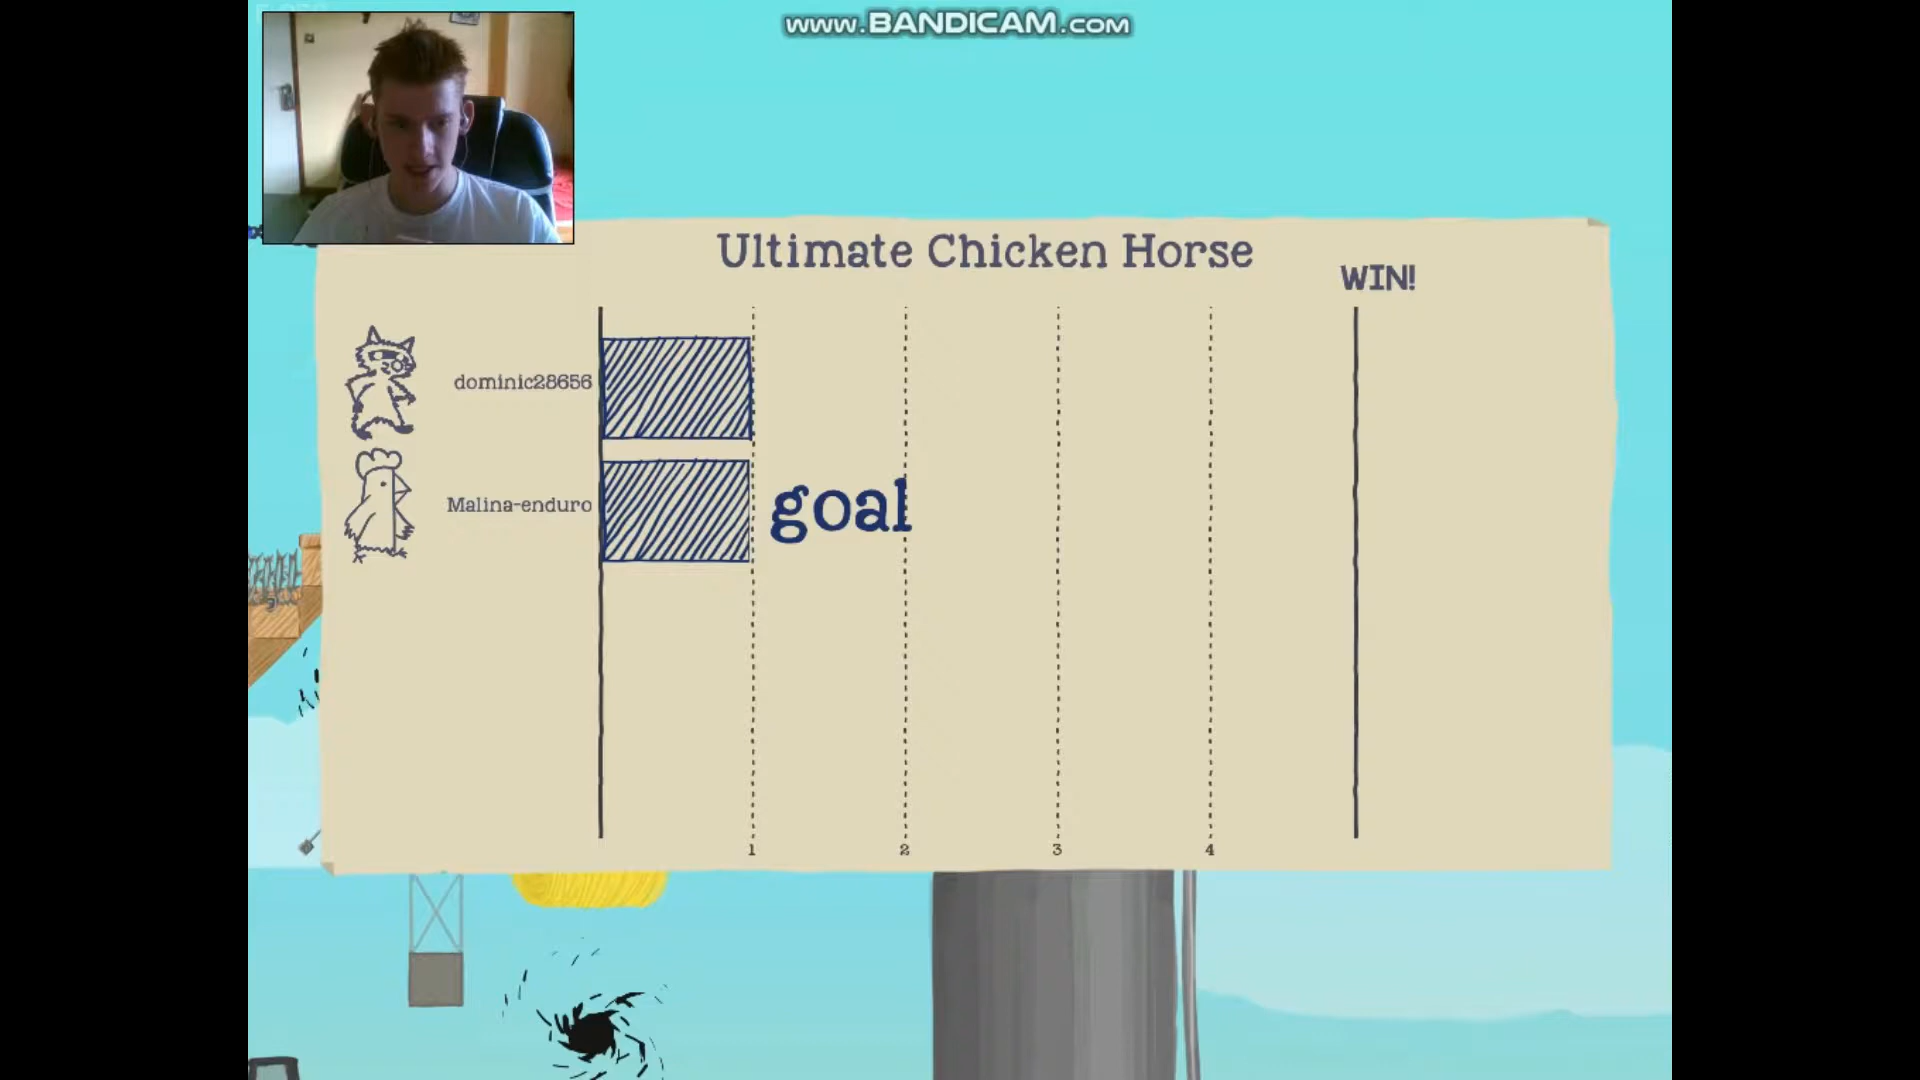 www.BANDICAM.com
Ultimate Chicken Horse
WIN!
dominic28656
Malina-enduro
goal
1
2
3
4